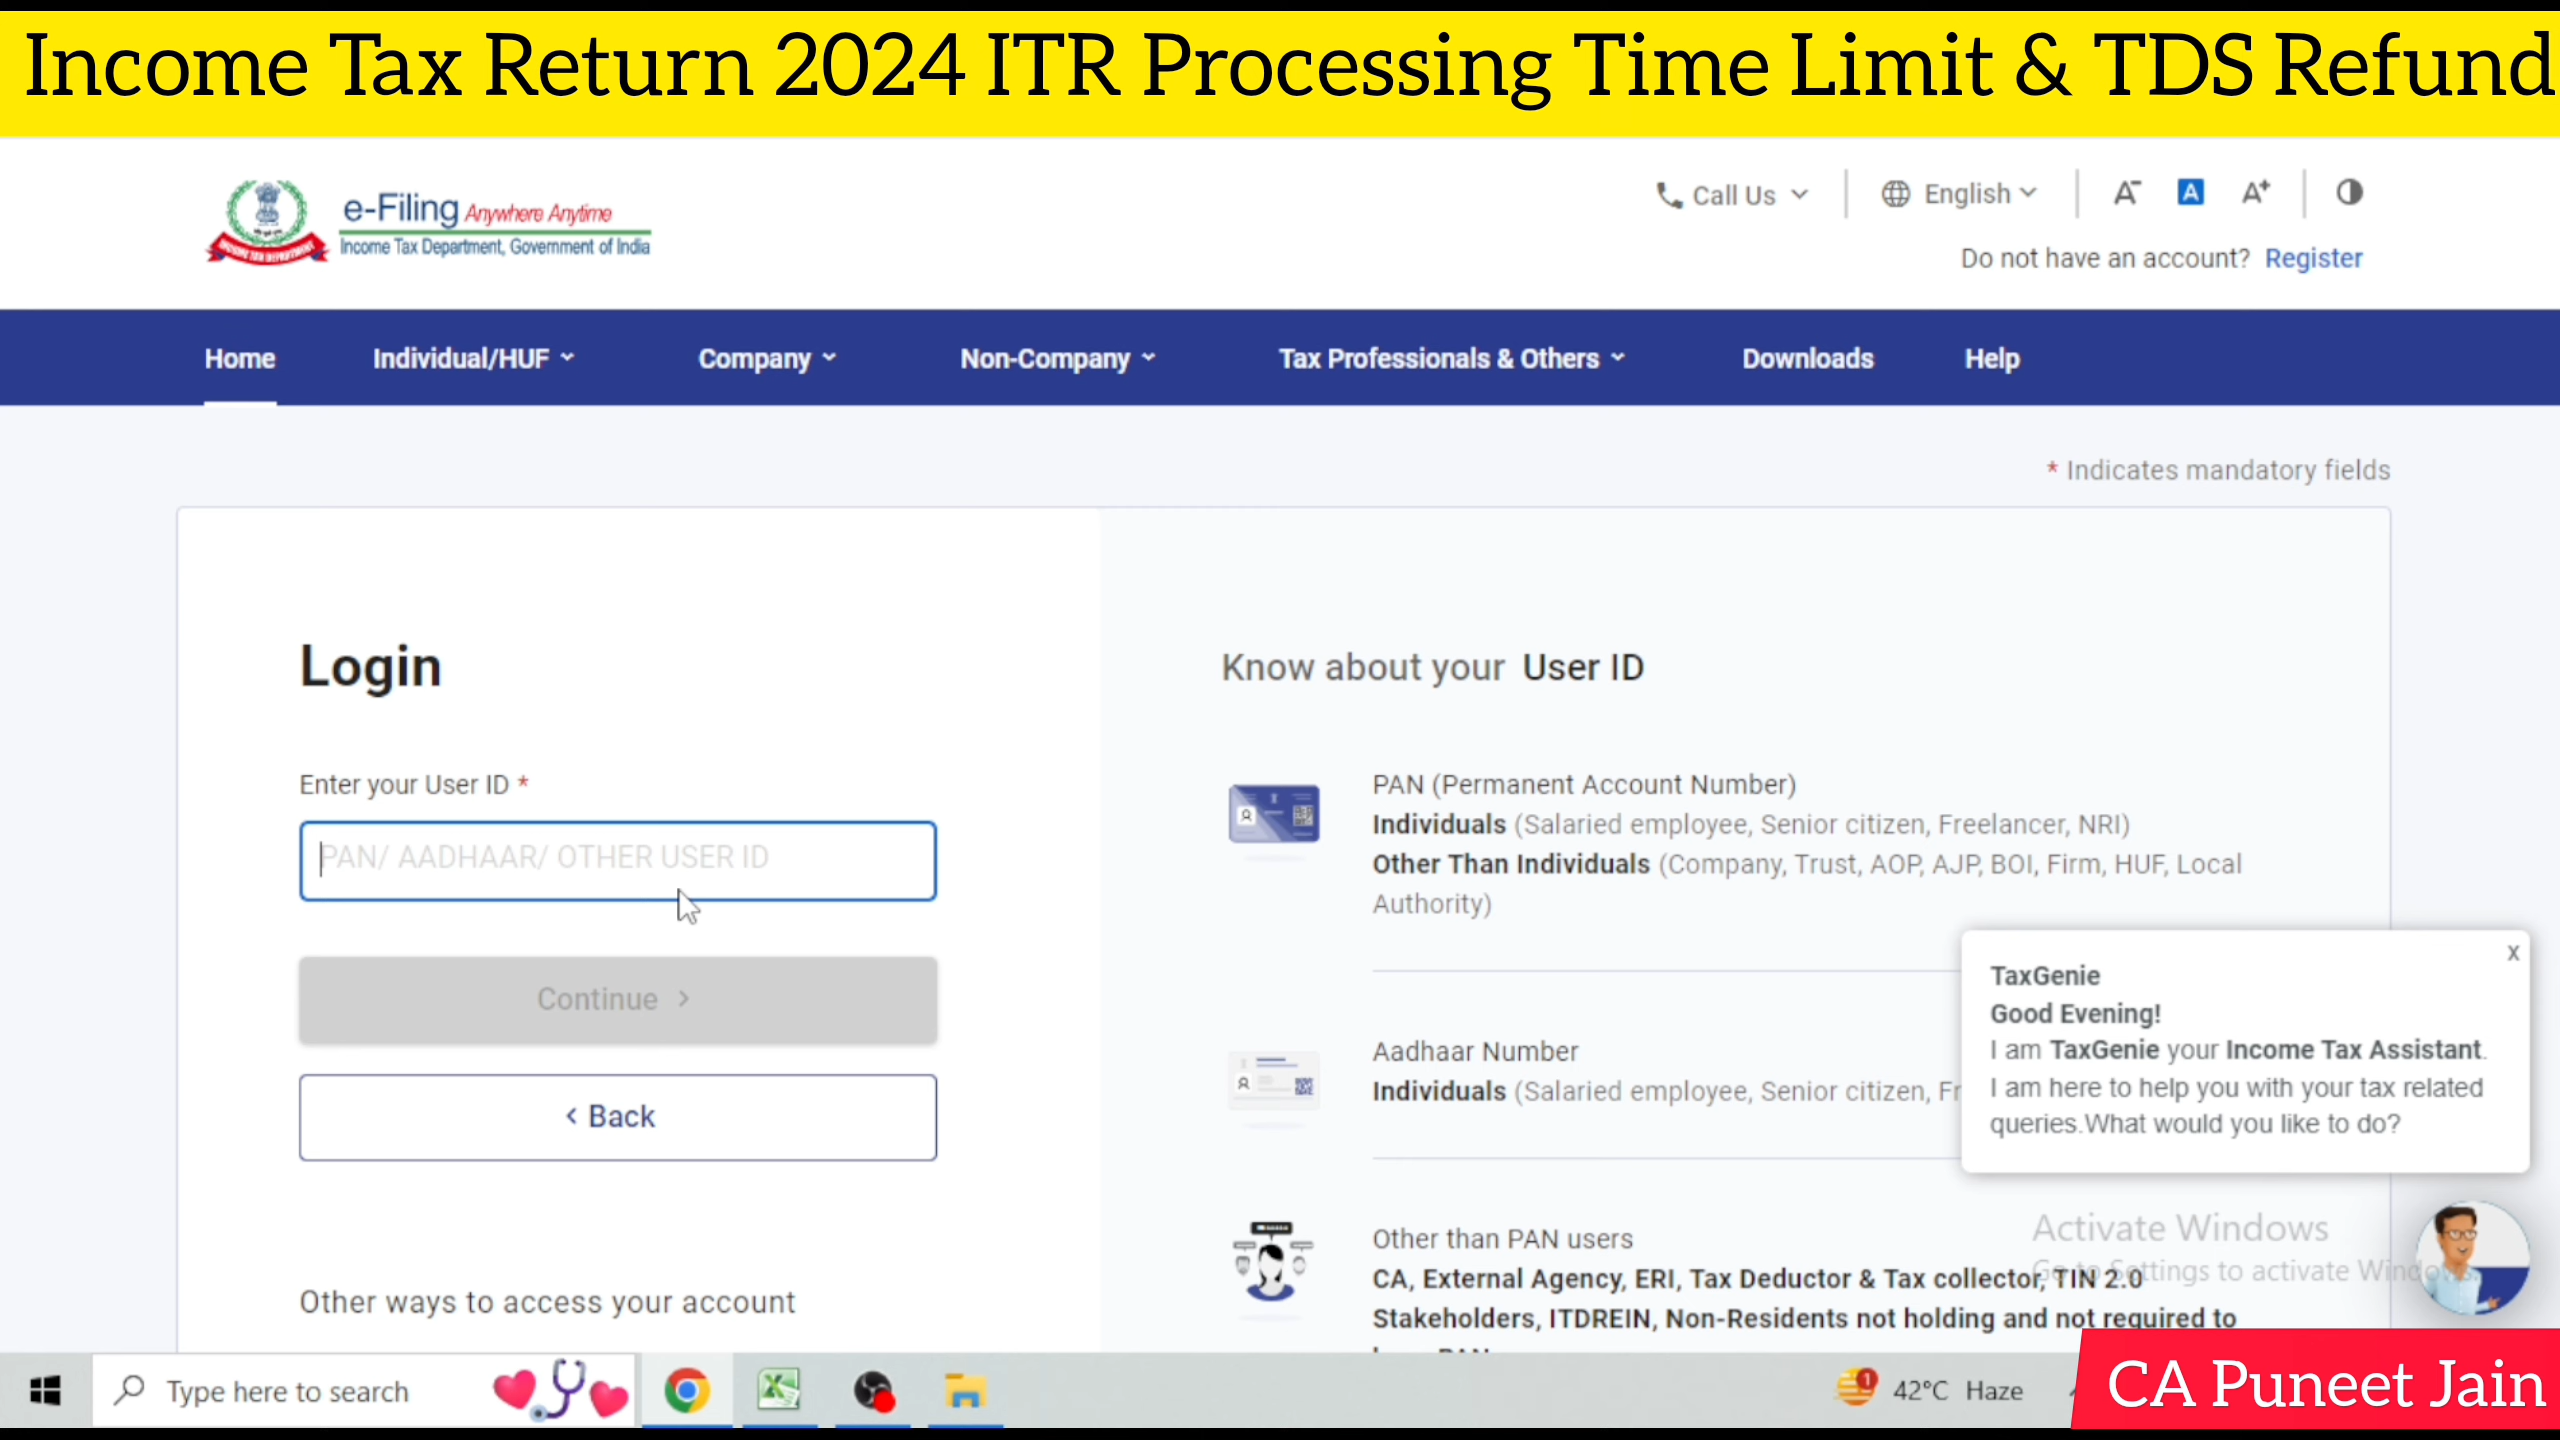 Income Tax Return 2024 ITR Processing Time Limit & TDS Refund
e-Filing Anywhere Anytime
Income Tax Department, Government of India
Call Us
English
A-
A
A+
Do not have an account? Register
Home
Individual/HUF
Company
Non-Company
Tax Professionals & Others
Downloads
Help
* Indicates mandatory fields
Login
Enter your User ID *
PAN/ AADHAAR/ OTHER USER ID
Continue >
< Back
Other ways to access your account
Know about your User ID
PAN (Permanent Account Number)
Individuals (Salaried employee, Senior citizen, Freelancer, NRI)
Other Than Individuals (Company, Trust, AOP, AJP, BOI, Firm, HUF, Local
Authority)
Aadhaar Number
Individuals (Salaried employee, Senior citizen, Fr
Other than PAN users
CA, External Agency, ERI, Tax Deductor & Tax collector, TIN 2.0
Stakeholders, ITDREIN, Non-Residents not holding and not required to
X
TaxGenie
Good Evening!
I am TaxGenie your Income Tax Assistant.
I am here to help you with your tax related
queries.What would you like to do?
Activate Windows
Go to Settings to activate Windows.
Type here to search
1
42°C Haze
CA Puneet Jain